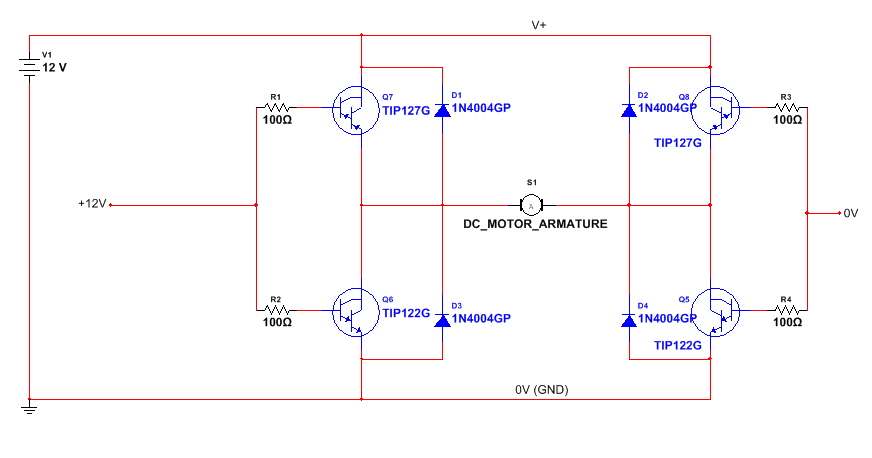 V+
V1
12 V
R1
100Ω
Q7
TIP127G
D1
1N4004GP
D2
1N4004GP
Q8
TIP127G
R3
100Ω
+12V
S1
A
DC_MOTOR_ARMATURE
0V
R2
100Ω
Q6
TIP122G
D3
1N4004GP
D4
1N4004GP
Q5
TIP122G
R4
100Ω
0V (GND)